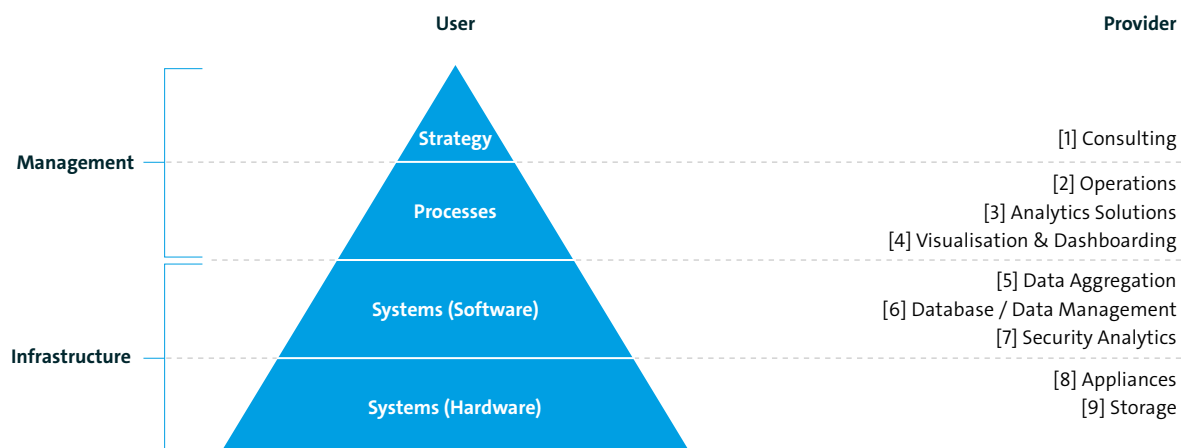 User
Provider
Strategy
[1] Consulting
Management
[2] Operations
Processes
[3] Analytics Solutions
[4] Visualisation & Dashboarding
[5] Data Aggregation
Systems (Software)
[6] Database / Data Management
[7] Security Analytics
Infrastructure
[8] Appliances
Systems (Hardware)
[9] Storage